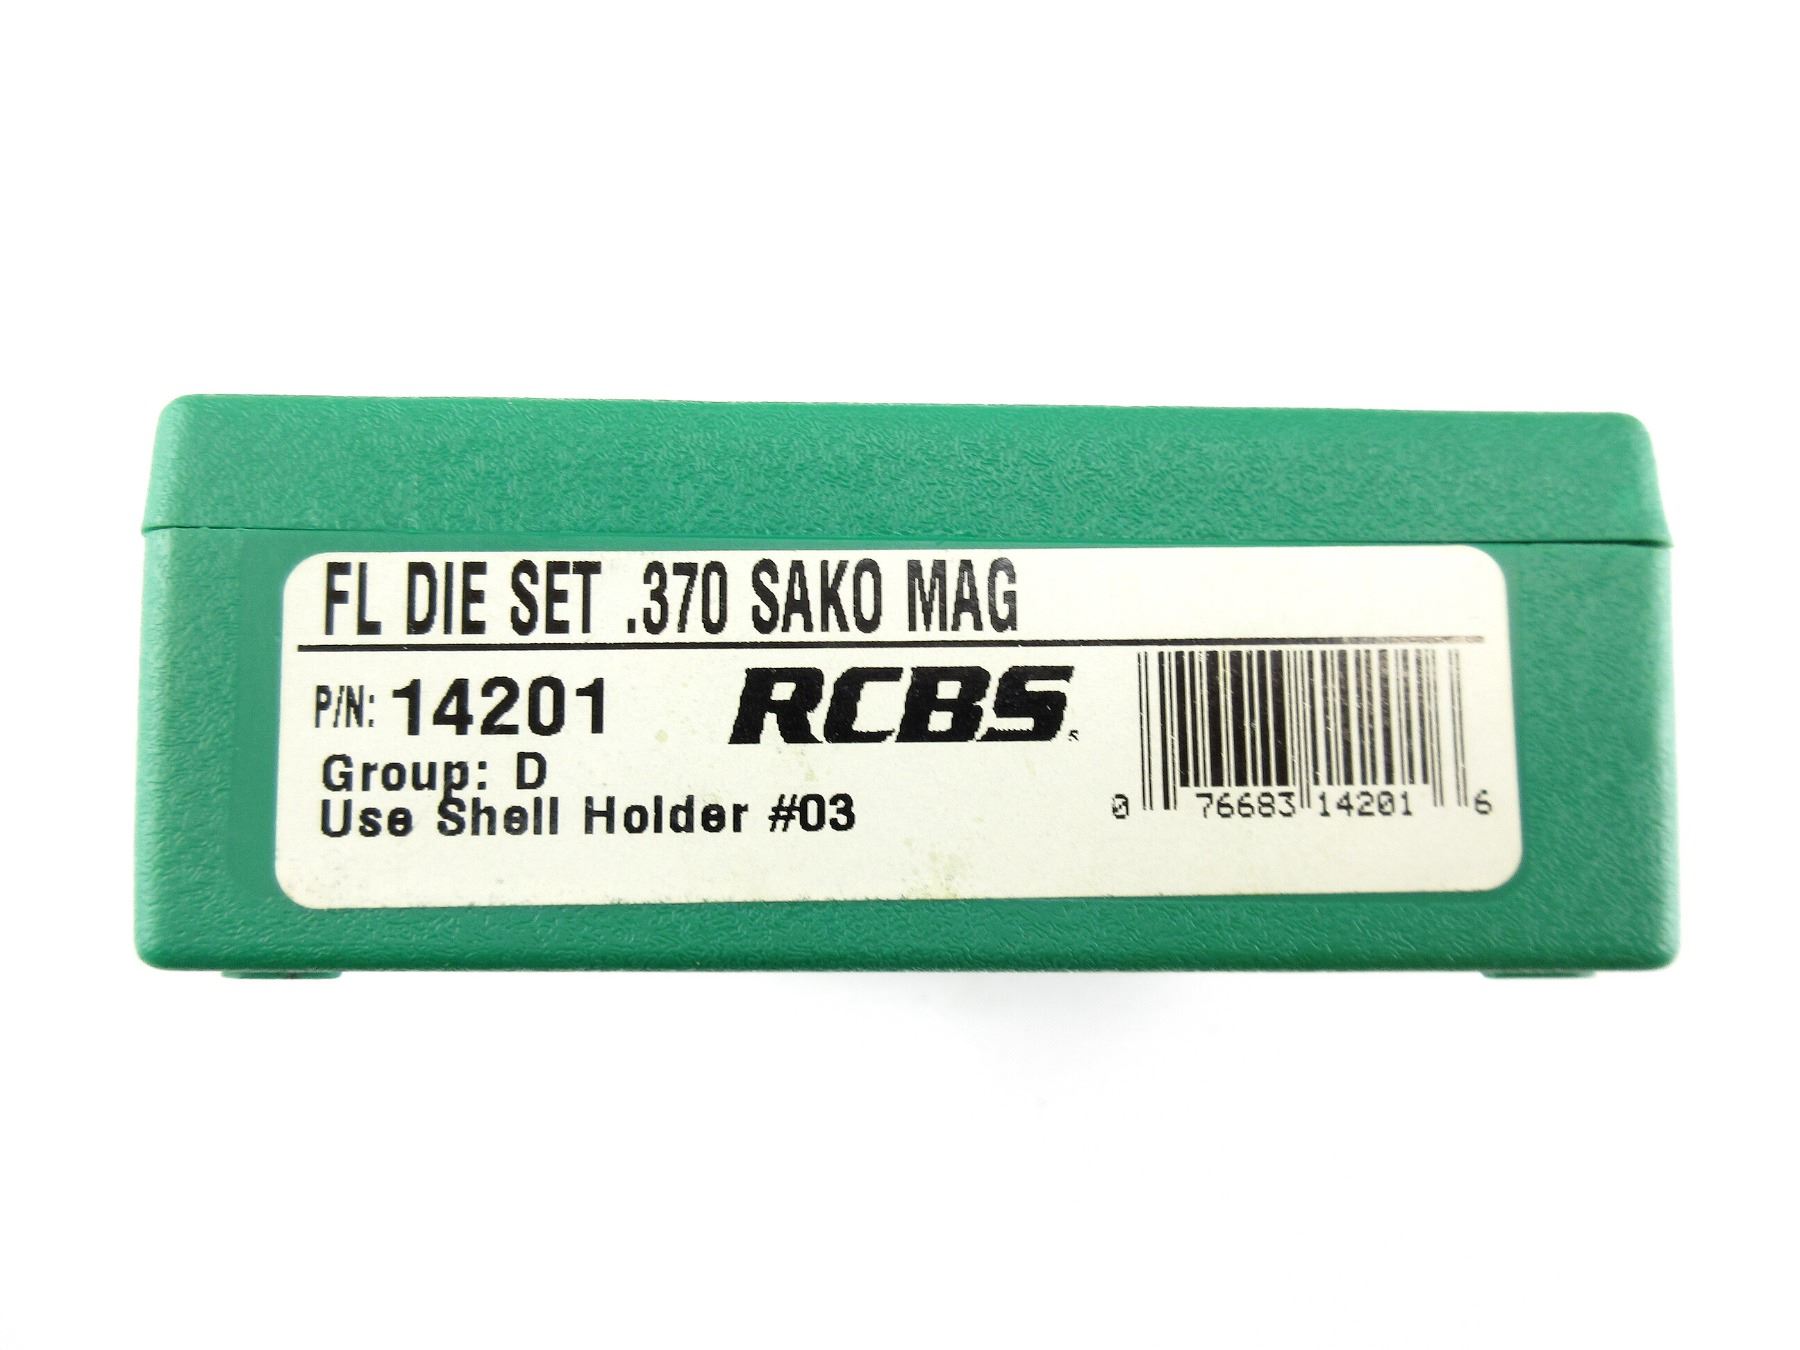 FL DIE SET .370 SAKO MAG
P/N: 14201
RCBS
Group: D
Use Shell Holder #03
0 76683 14201 6